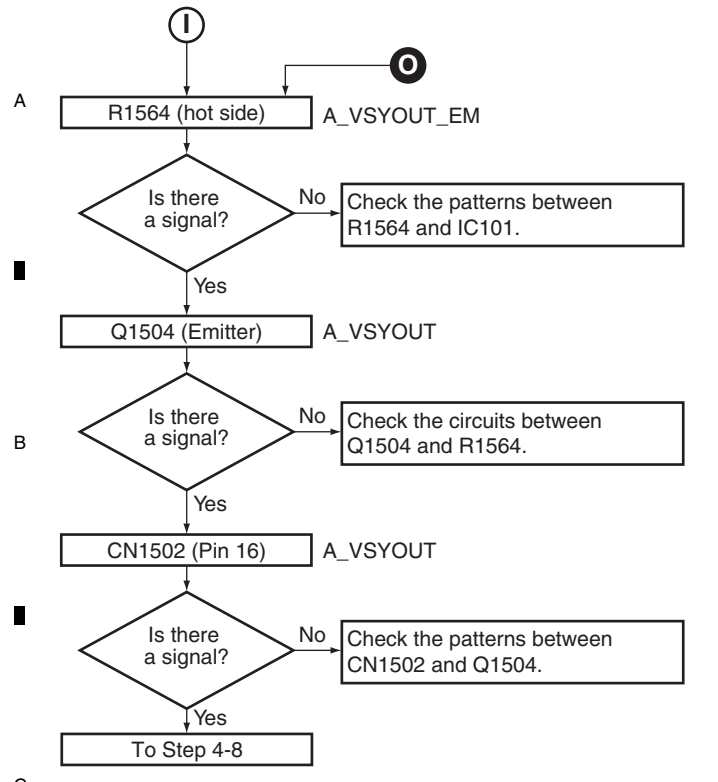 I
O
A
R1564 (hot side)
A_VSYOUT_EM
Is there
a signal?
No
Check the patterns between
R1564 and IC101.
Yes
Q1504 (Emitter)
A_VSYOUT
B
Is there
a signal?
No
Check the circuits between
Q1504 and R1564.
Yes
CN1502 (Pin 16)
A_VSYOUT
Is there
a signal?
No
Check the patterns between
CN1502 and Q1504.
Yes
To Step 4-8